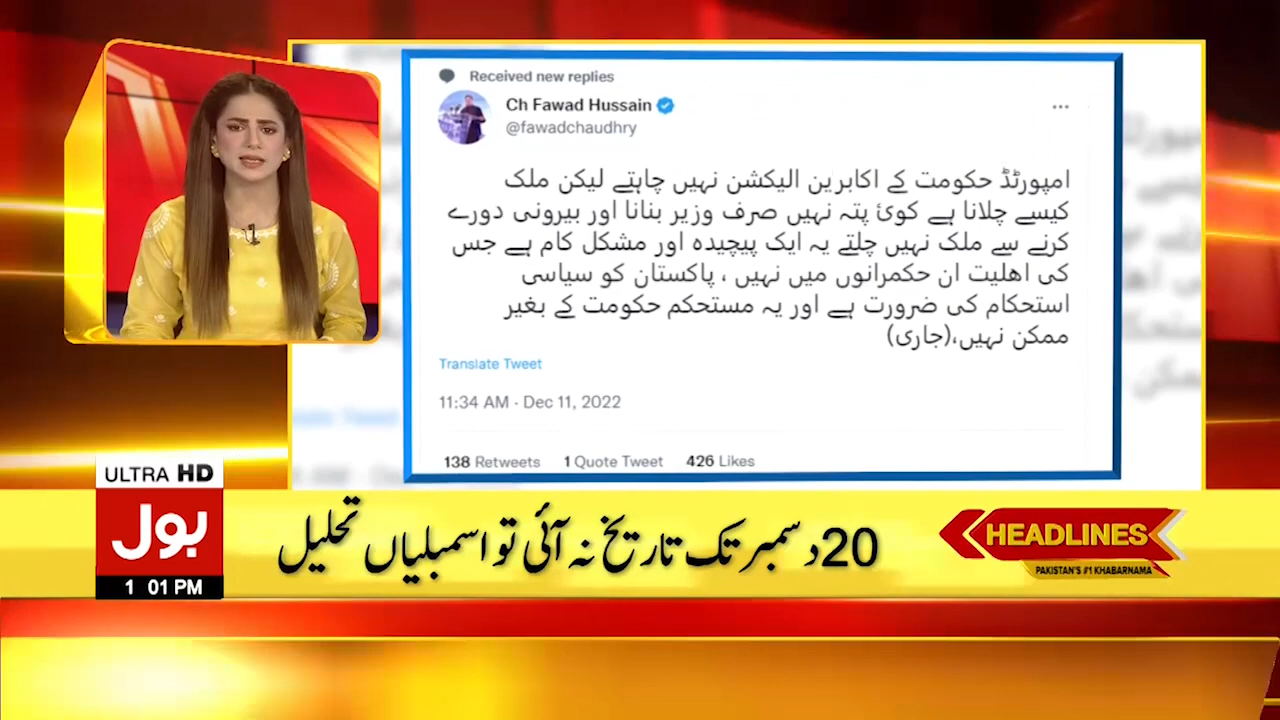 Received new replies
Ch Fawad Hussain
@fawadchaudhry
امپورٹڈ حکومت کے اکابرین الیکشن نہیں چاہتے لیکن ملک
کیسے چلانا ہے کوئ پتہ نہیں صرف وزیر بنانا اور بیرونی دورے
کرنے سے ملک نہیں چلتے یہ ایک پیچیدہ اور مشکل کام ہے جس
کی اھلیت ان حکمرانوں میں نہیں ، پاکستان کو سیاسی
استحکام کی ضرورت ہے اور یہ مستحکم حکومت کے بغیر
ممکن نہیں،(جاری)
Translate Tweet
11:34 AM · Dec 11, 2022
138 Retweets 1 Quote Tweet 426 Likes
ULTRA HD
بول
1 01 PM
20 دسمبر تک تاریخ نہ آئی تو اسمبلیاں تحلیل
HEADLINES
PAKISTAN'S #1 KHABARNAMA